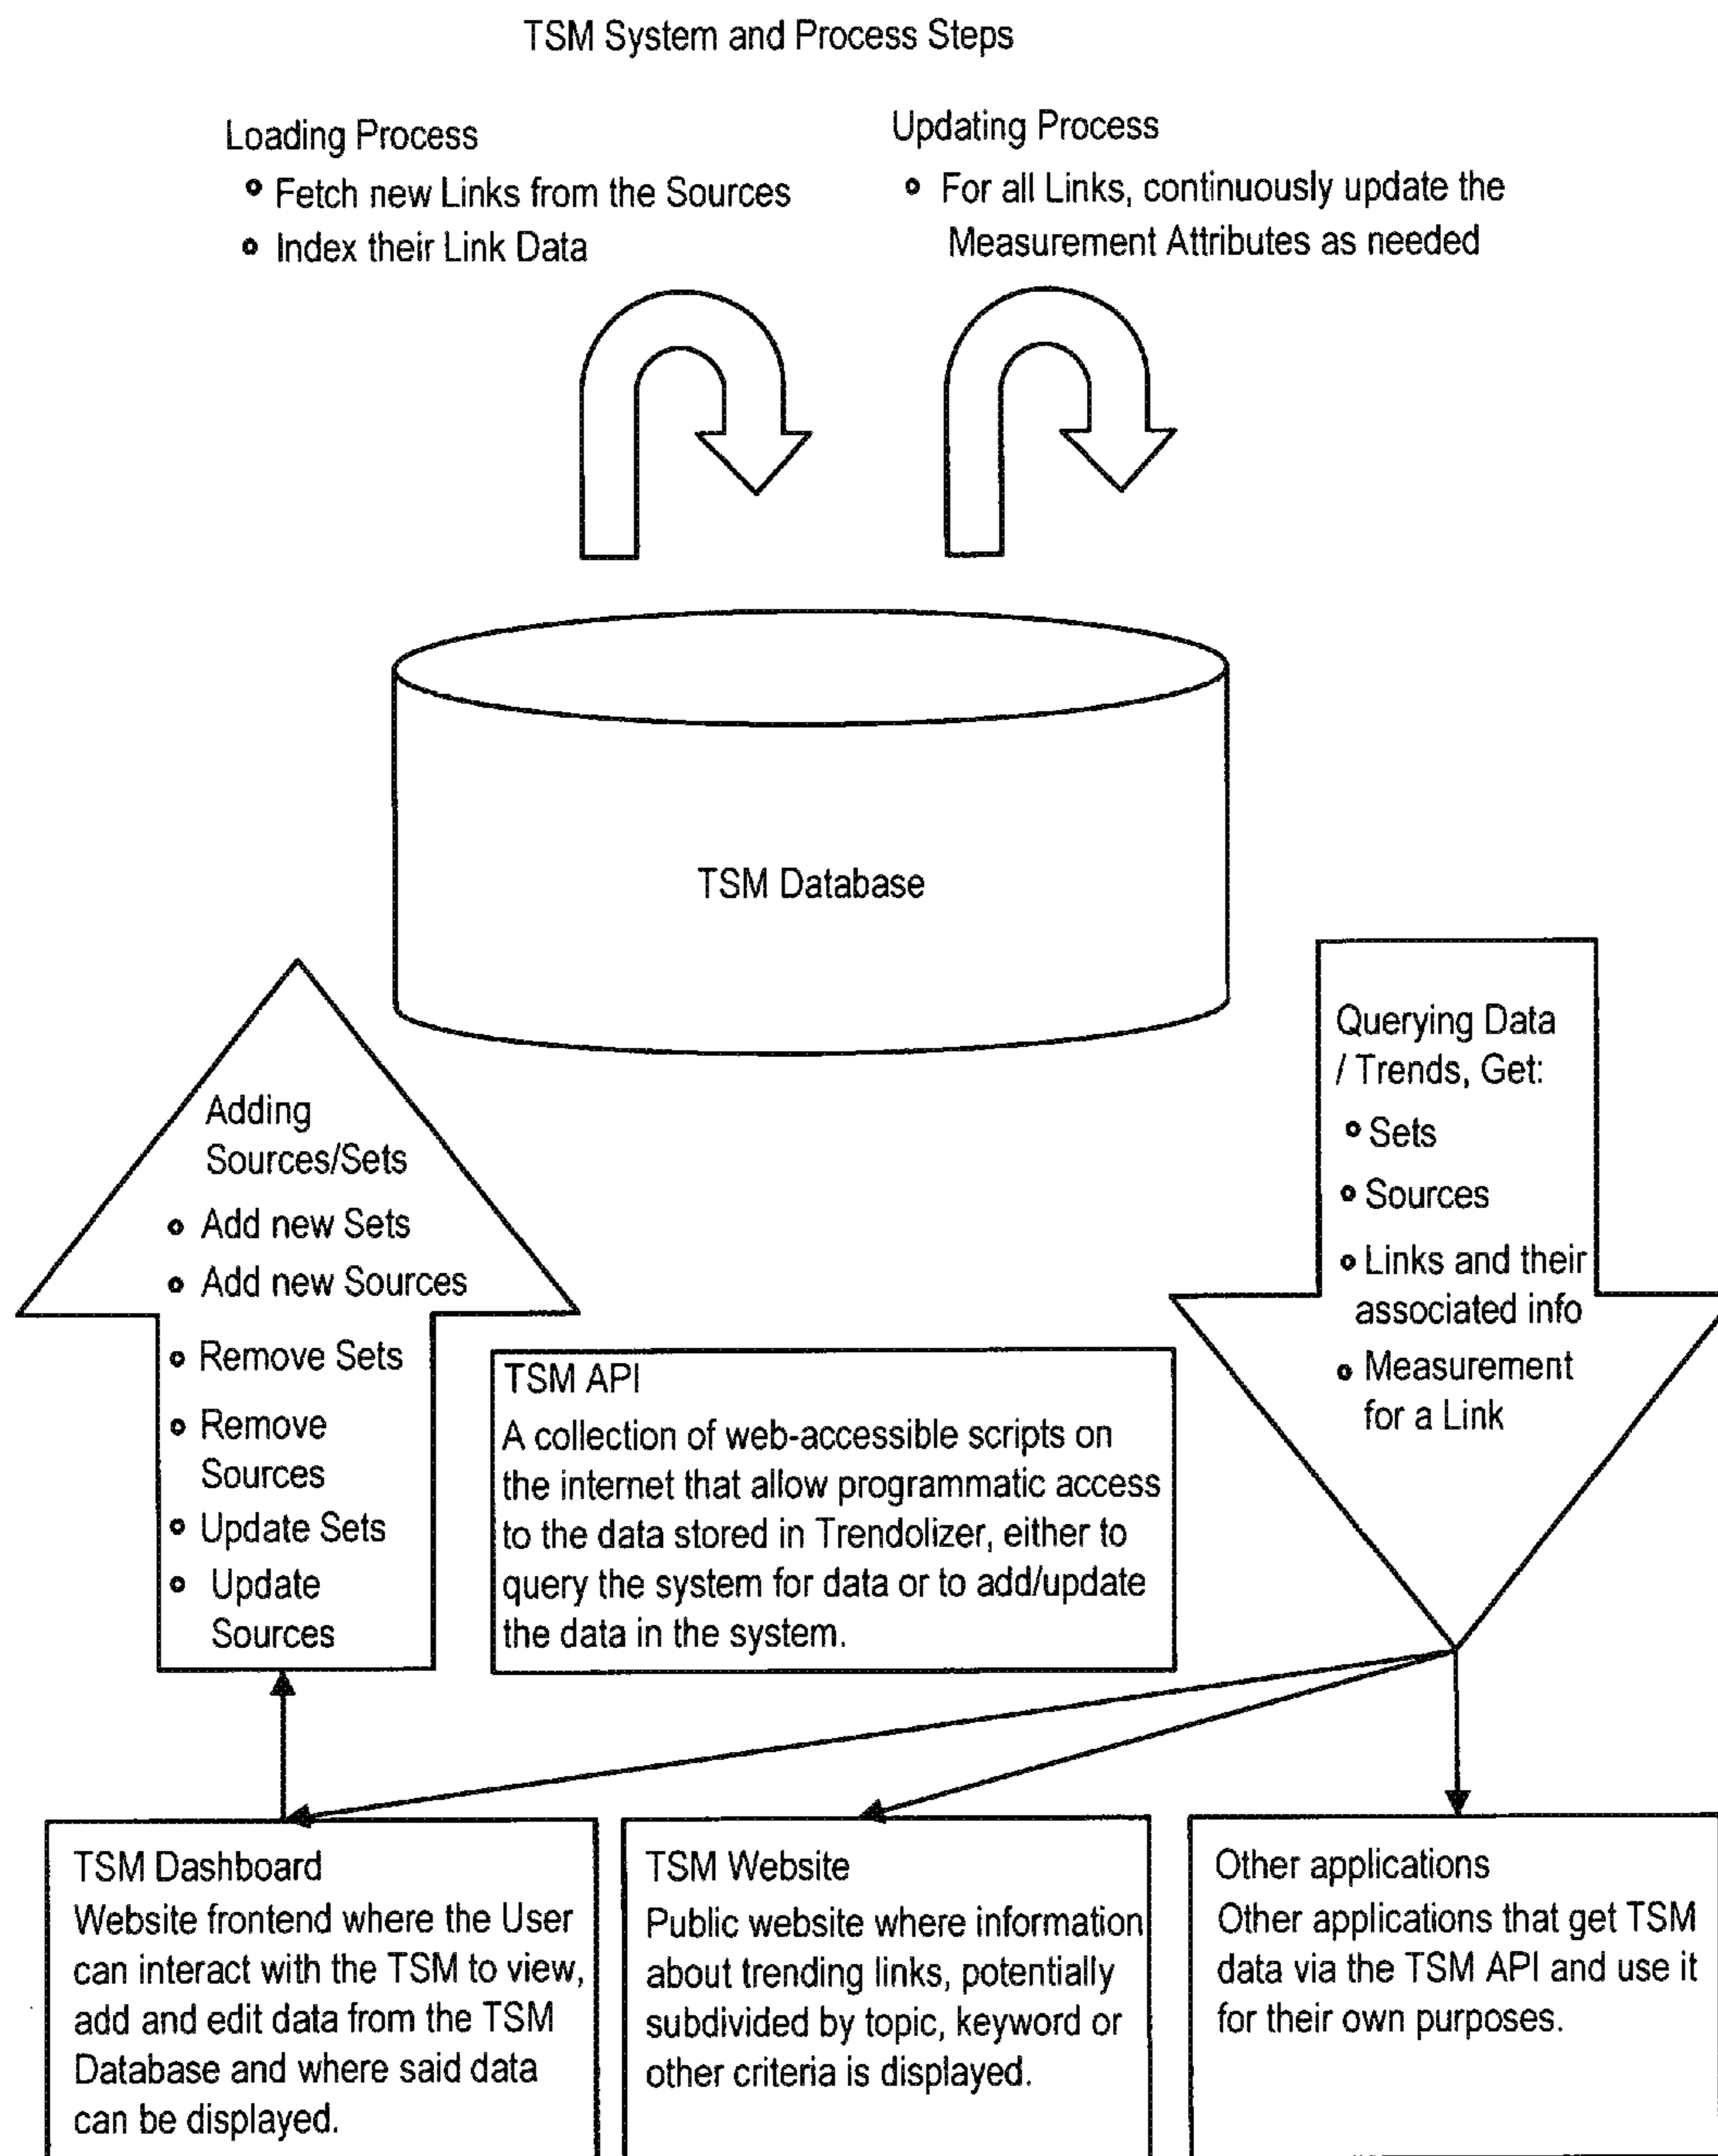 TSM System and Process Steps
Loading Process
Fetch new Links from the Sources
Index their Link Data
Updating Process
For all Links, continuously update the
Measurement Attributes as needed
TSM Database
Adding
Sources/Sets
Add new Sets
Add new Sources
Remove Sets
Remove
Sources
Update Sets
Update
Sources
TSM API
A collection of web-accessible scripts on
the internet that allow programmatic access
to the data stored in Trendolizer, either to
query the system for data or to add/update
the data in the system.
Querying Data
/ Trends, Get:
Sets
Sources
Links and their
associated info
Measurement
for a Link
TSM Dashboard
Website frontend where the User
can interact with the TSM to view,
add and edit data from the TSM
Database and where said data
can be displayed.
TSM Website
Public website where information
about trending links, potentially
subdivided by topic, keyword or
other criteria is displayed.
Other applications
Other applications that get TSM
data via the TSM API and use it
for their own purposes.